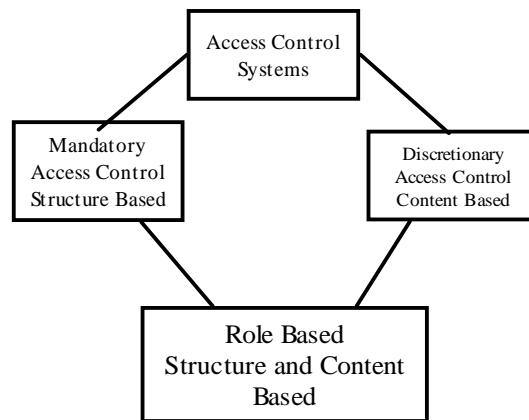 Access Control
Systems
Mandatory
Access Control
Structure Based
Discretionary
Access Control
Content Based
Role Based
Structure and Content
Based